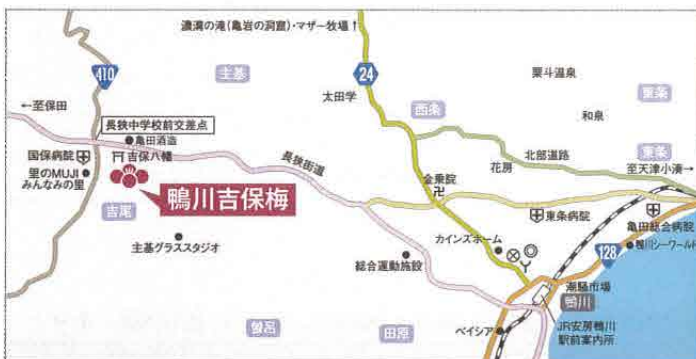 濃溝の滝(亀岩の洞窟)・マザー牧場↑
410
主基
24
粟斗温泉
東条
太田学
西条
和泉
←至保田
長狭中学校前交差点
亀田酒造
国保病院
吉保八幡
長狭街道
花房
北部道路
東条
至天津小湊→
里のMUJI
みんなみの里
金乗院
鴨川吉保梅
吉尾
東条病院
亀田総合病院
カインズホーム
鴨川シーワールド
主基グラススタジオ
128
総合運動施設
潮騒市場
鴨川
曽呂
田原
ベイシア
JR安房鴨川
駅前案内所